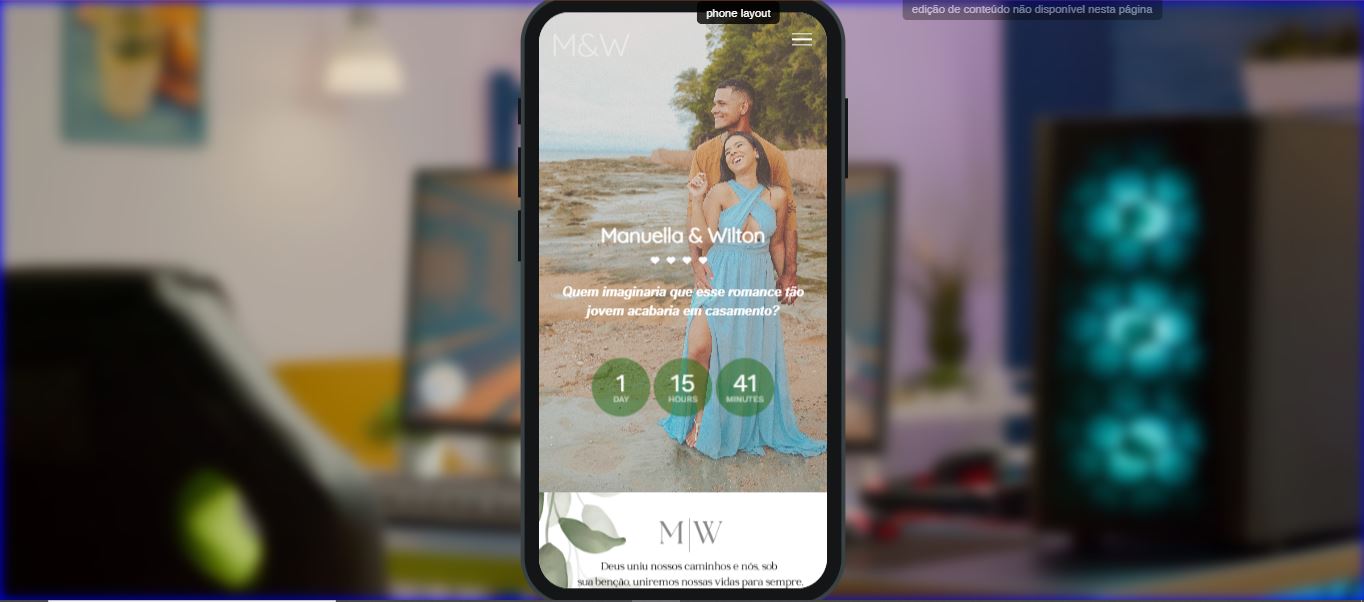 phone layout
edição de conteúdo não disponível nesta página
M&W
Manuella & Wilton
Quem imaginaria que esse romance tão
jovem acabaria em casamento?
1 15 41
DAY HOURS MINUTES
M|W
Deus uniu nossos caminhos e nós, sob
sua benção, uniremos nossas vidas para sempre.